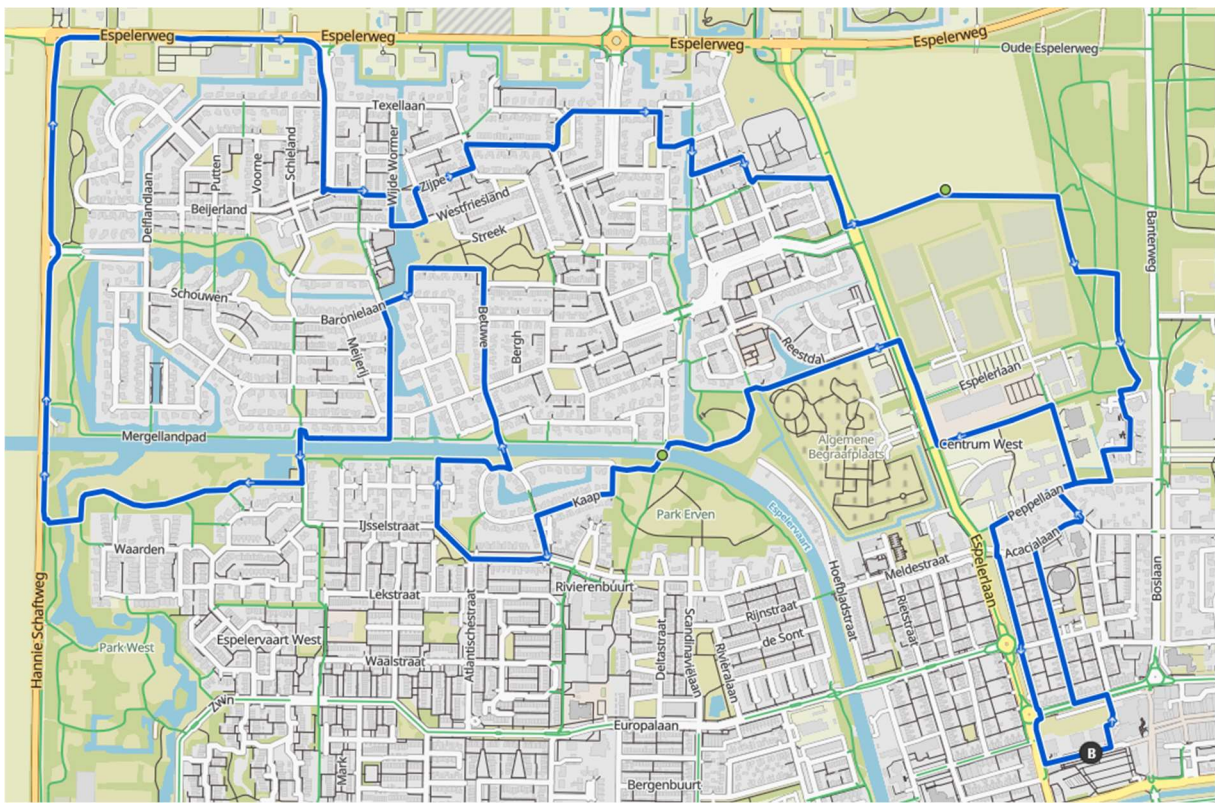 Espelerweg
Espelerweg
Espelerweg
Espelerweg
Oude Espelerweg
Texellaan
Schieland
Wijde Wormer
Voorne
Putten
Zijpe
Delflandlaan
Westfriesland
Beijerland
Streek
Banterweg
Schouwen
Baronielaan
Betuwe
Bergh
Meijerij
Reestdal
Espelerlaan
Mergellandpad
Algemene
Begraafplaats
Centrum West
Kaap
Park Erven
Peppellaan
IJsselstraat
Espelervaart
Acacialaan
Waarden
Meldestraat
Espelerlaan
Boslaan
Rivierenbuurt
Lekstraat
Hoefbladstraat
Rietstraat
Hannie Schaftweg
Atlantischestraat
Rijnstraat
Espelervaart West
de Sont
Deltastraat
Scandinaviëlaan
Rivièralaan
Park West
Waalstraat
Zwin
Europalaan
Mark
B
Bergenbuurt